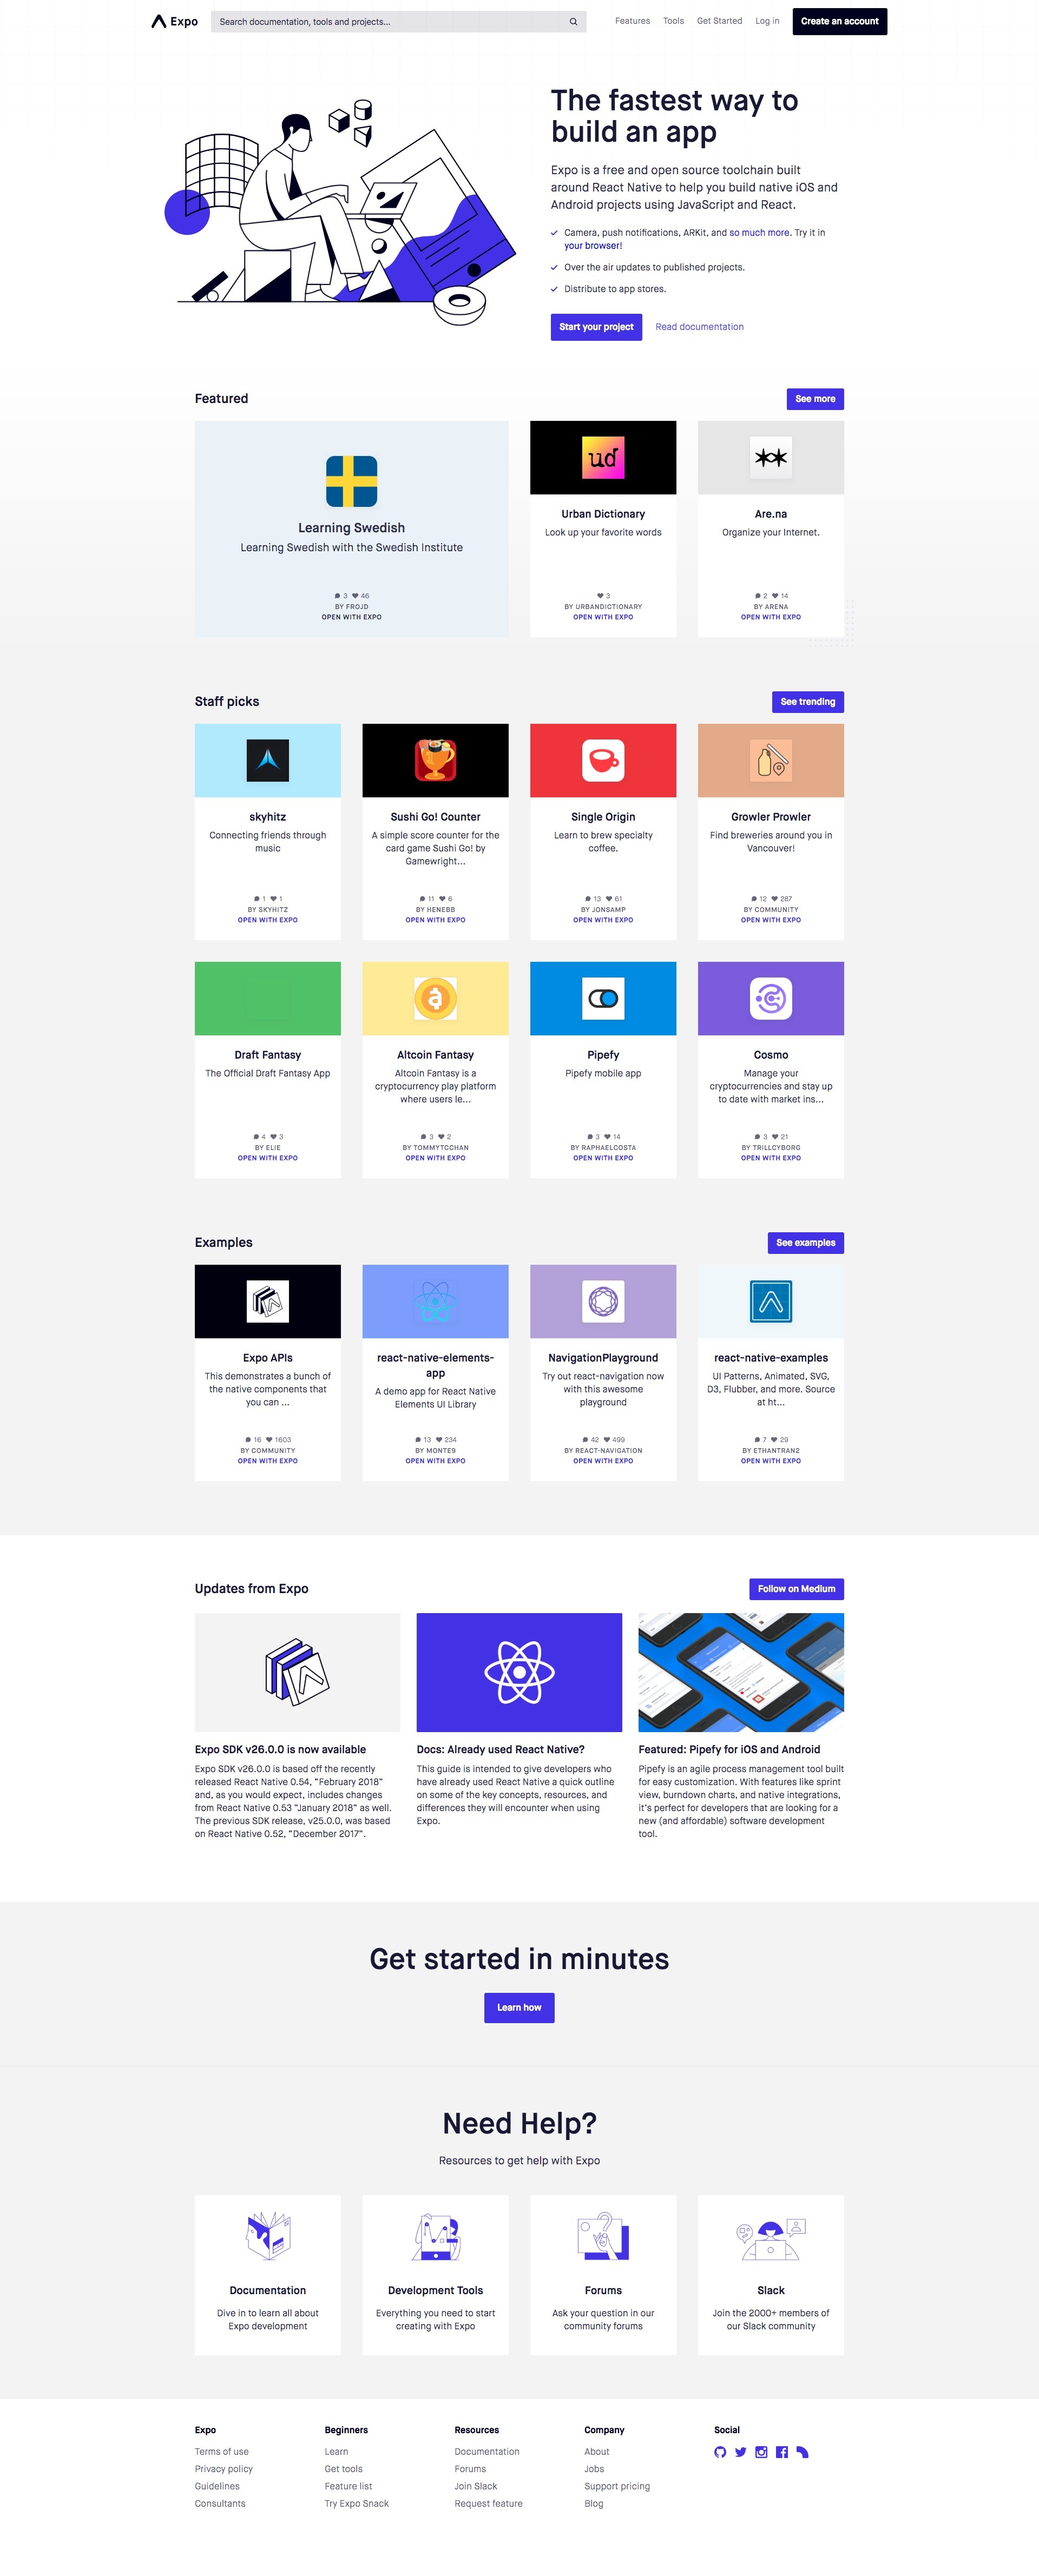 Expo
Search documentation, tools and projects...
Features
Tools
Get Started
Log in
Create an account
The fastest way to
build an app
Expo is a free and open source toolchain built
around React Native to help you build native iOS and
Android projects using JavaScript and React.
Camera, push notifications, ARKit, and so much more. Try it in
your browser!
Over the air updates to published projects.
Distribute to app stores.
Start your project
Read documentation
Featured
See more
Learning Swedish
Learning Swedish with the Swedish Institute
3 46
BY FROJD
OPEN WITH EXPO
ud
Urban Dictionary
Look up your favorite words
3
BY URBANDICTIONARY
OPEN WITH EXPO
Are.na
Organize your Internet.
2 14
BY ARENA
OPEN WITH EXPO
Staff picks
See trending
skyhitz
Connecting friends through
music
1 1
BY SKYHITZ
OPEN WITH EXPO
Sushi Go! Counter
A simple score counter for the
card game Sushi Go! by
Gamewright...
11 6
BY HENEBB
OPEN WITH EXPO
Single Origin
Learn to brew specialty
coffee.
13 61
BY JONSAMP
OPEN WITH EXPO
Growler Prowler
Find breweries around you in
Vancouver!
12 287
BY COMMUNITY
OPEN WITH EXPO
Draft Fantasy
The Official Draft Fantasy App
4 3
BY ELIE
OPEN WITH EXPO
Altcoin Fantasy
Altcoin Fantasy is a
cryptocurrency play platform
where users le...
3 2
BY TOMMYTCCHAN
OPEN WITH EXPO
Pipefy
Pipefy mobile app
3 14
BY RAPHAELCOSTA
OPEN WITH EXPO
Cosmo
Manage your
cryptocurrencies and stay up
to date with market ins...
3 21
BY TRILLCYBORG
OPEN WITH EXPO
Examples
See examples
Expo APIs
This demonstrates a bunch of
the native components that
you can ...
16 1603
BY COMMUNITY
OPEN WITH EXPO
react-native-elements-
app
A demo app for React Native
Elements UI Library
13 234
BY MONTE9
OPEN WITH EXPO
NavigationPlayground
Try out react-navigation now
with this awesome
playground
42 499
BY REACT-NAVIGATION
OPEN WITH EXPO
react-native-examples
UI Patterns, Animated, SVG,
D3, Flubber, and more. Source
at ht...
7 29
BY ETHANTRAN2
OPEN WITH EXPO
Updates from Expo
Follow on Medium
Expo SDK v26.0.0 is now available
Expo SDK v26.0.0 is based off the recently
released React Native 0.54, “February 2018”
and, as you would expect, includes changes
from React Native 0.53 “January 2018” as well.
The previous SDK release, v25.0.0, was based
on React Native 0.52, “December 2017”.
Docs: Already used React Native?
This guide is intended to give developers who
have already used React Native a quick outline
on some of the key concepts, resources, and
differences they will encounter when using
Expo.
Featured: Pipefy for iOS and Android
Pipefy is an agile process management tool built
for easy customization. With features like sprint
view, burndown charts, and native integrations,
it's perfect for developers that are looking for a
new (and affordable) software development
tool.
Get started in minutes
Learn how
Need Help?
Resources to get help with Expo
Documentation
Dive in to learn all about
Expo development
Development Tools
Everything you need to start
creating with Expo
Forums
Ask your question in our
community forums
Slack
Join the 2000+ members of
our Slack community
Expo
Terms of use
Privacy policy
Guidelines
Consultants
Beginners
Learn
Get tools
Feature list
Try Expo Snack
Resources
Documentation
Forums
Join Slack
Request feature
Company
About
Jobs
Support pricing
Blog
Social